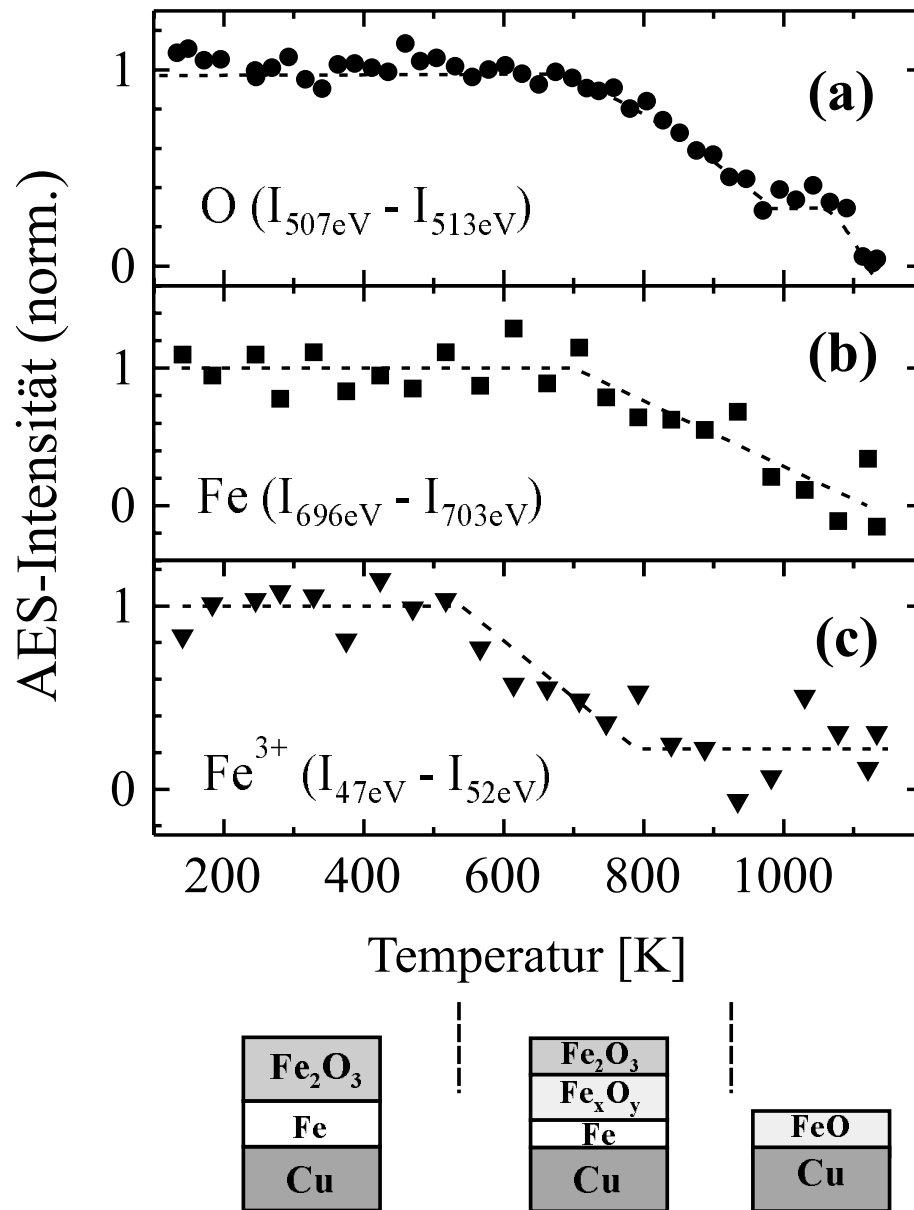 AES-Intensität (norm.)
1
0
(a)
O (I507eV - I513eV)
1
0
(b)
Fe (I696eV - I703eV)
1
0
(c)
Fe3+ (I47eV - I52eV)
200 400 600 800 1000
Temperatur [K]
Fe2O3
Fe
Cu
Fe2O3
FexOy
Fe
Cu
FeO
Cu